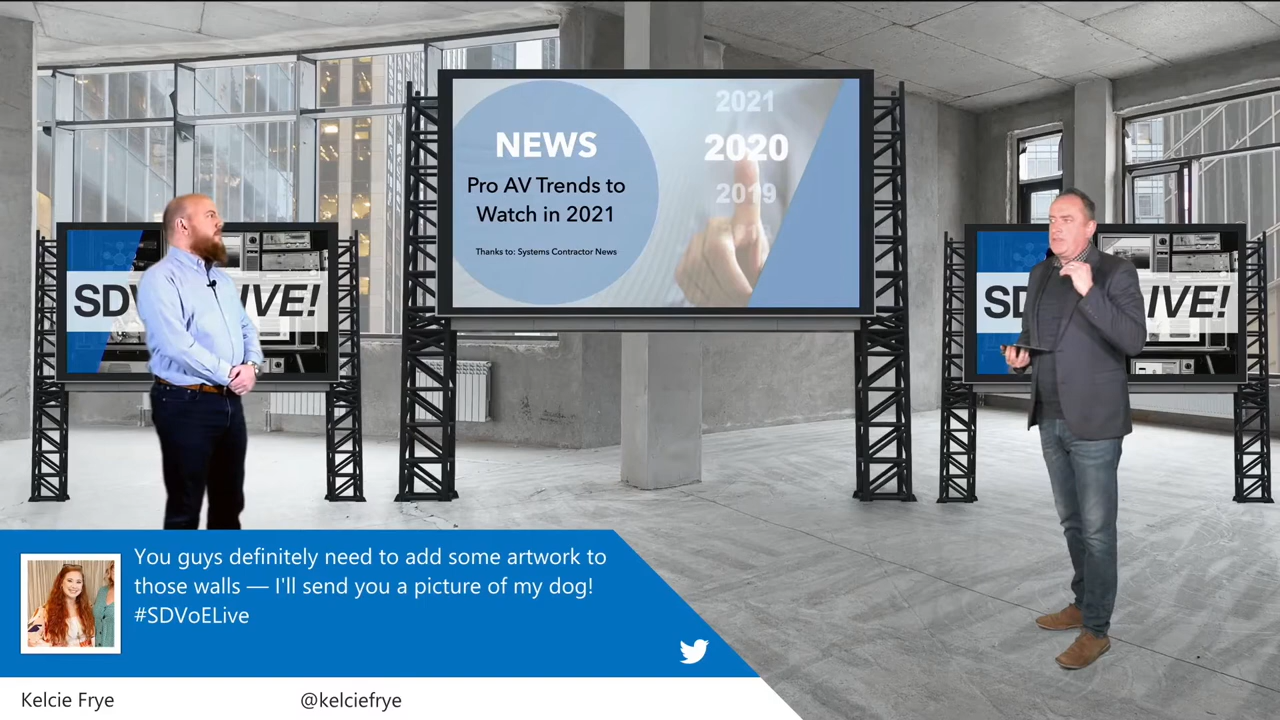 NEWS
Pro AV Trends to
Watch in 2021
Thanks to: Systems Contractor News
2021
2020
2019
SDV IVE!
SD IVE!
You guys definitely need to add some artwork to
those walls — I'll send you a picture of my dog!
#SDVoELive
Kelcie Frye
@kelciefrye